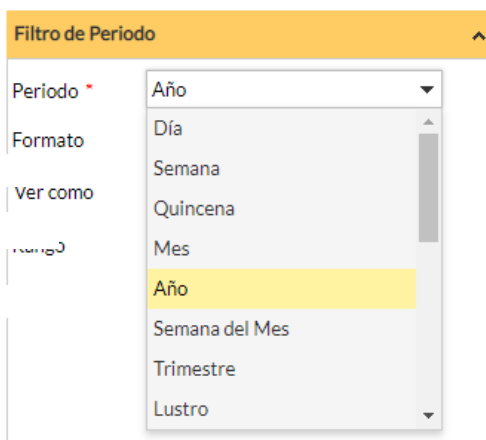 Filtro de Periodo
Periodo * Año
Día
Formato
Semana
Ver como
Quincena
Mes
Año
Semana del Mes
Trimestre
Lustro